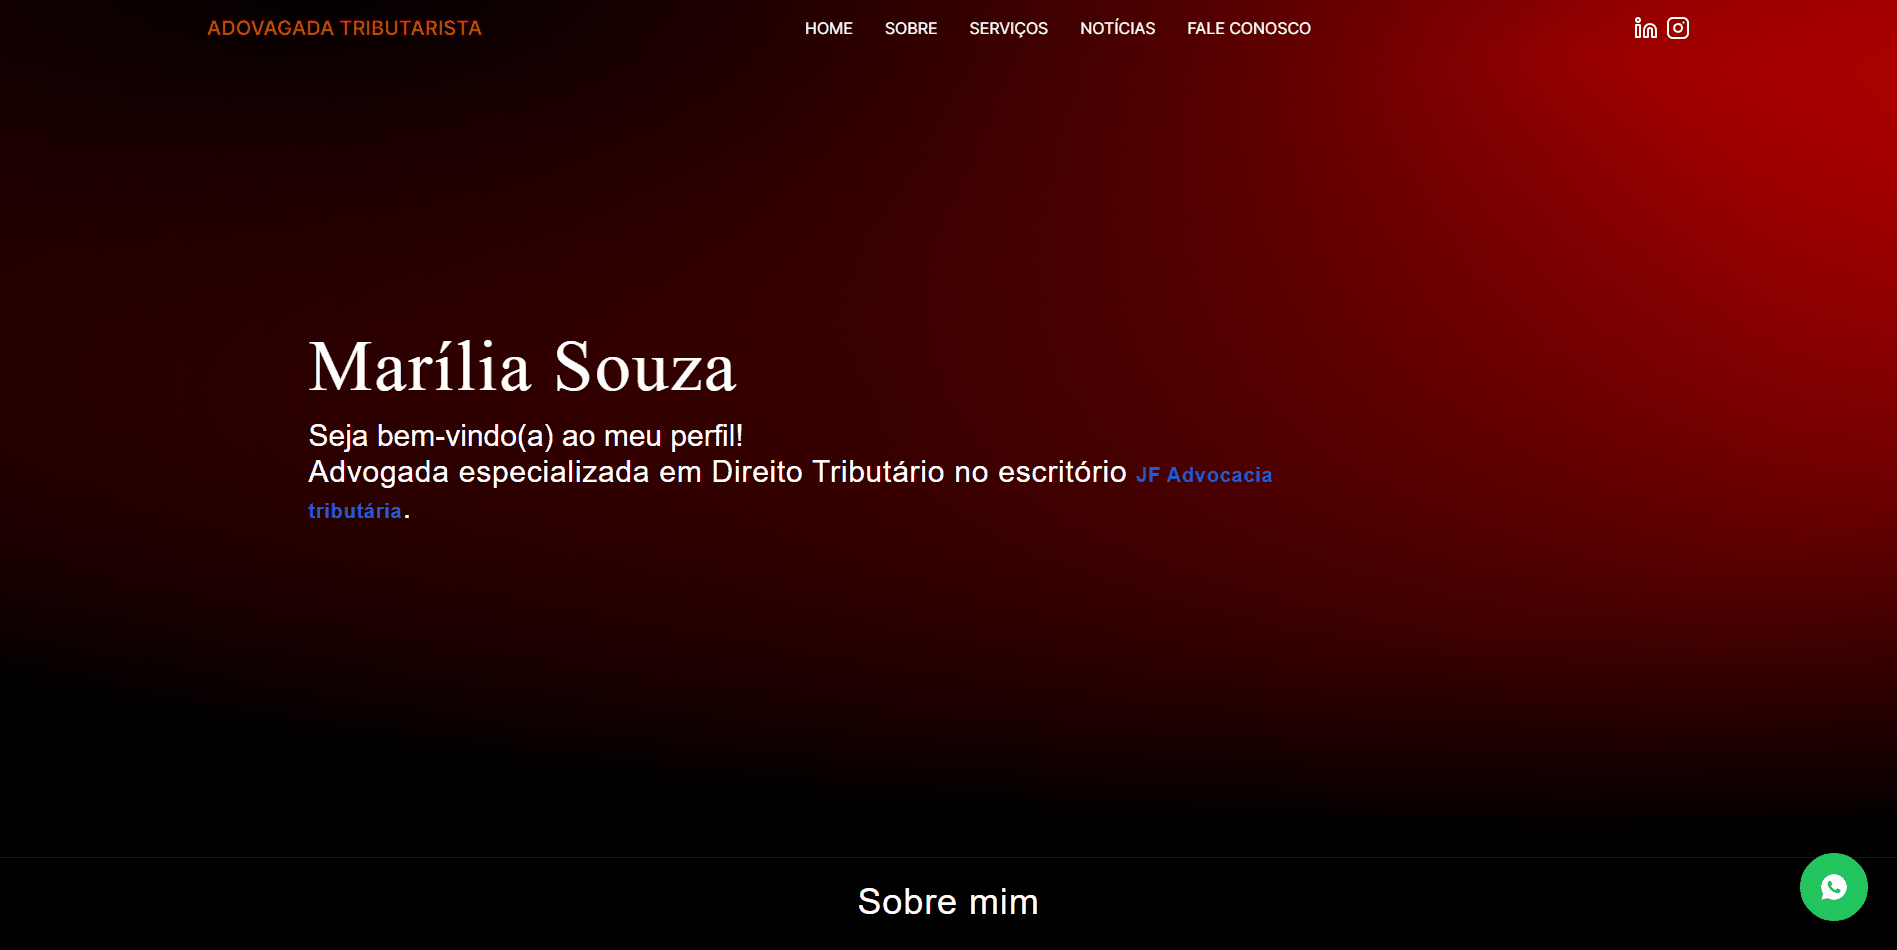 ADOVAGADA TRIBUTARISTA
HOME SOBRE SERVIÇOS NOTÍCIAS FALE CONOSCO
Marília Souza
Seja bem-vindo(a) ao meu perfil!
Advogada especializada em Direito Tributário no escritório JF Advocacia
tributária.
Sobre mim